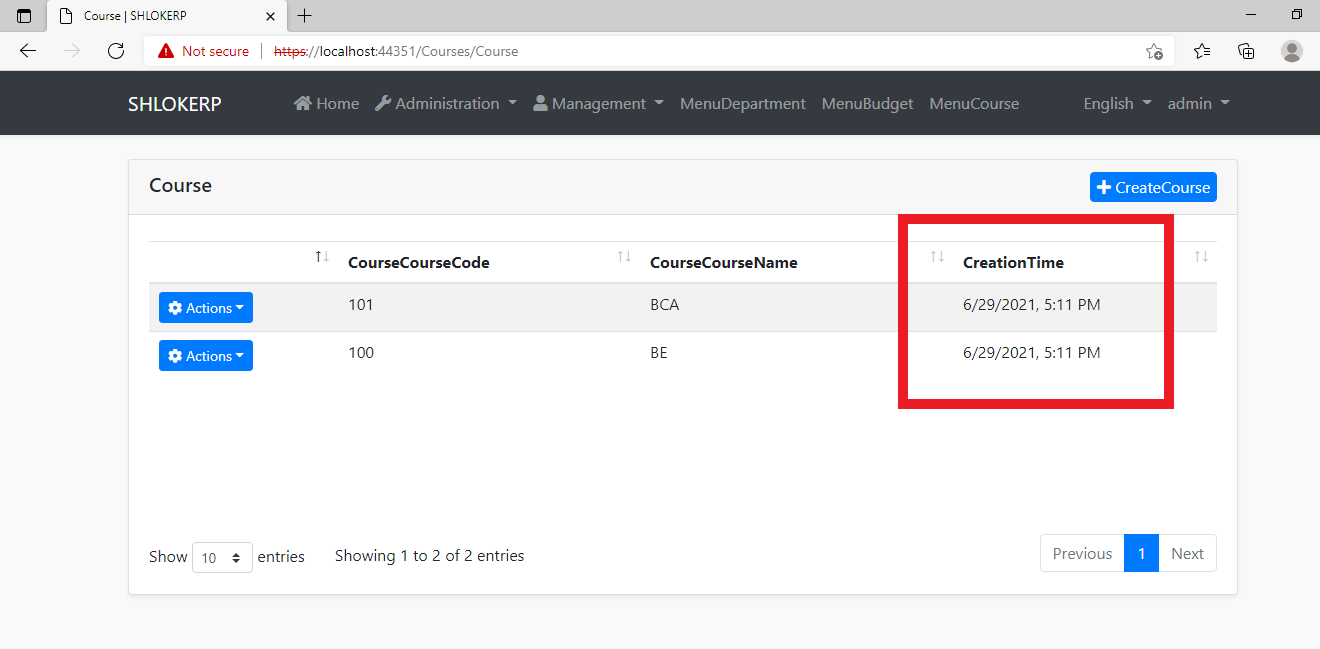 Course | SHLOKERP
Not secure https://localhost:44351/Courses/Course
SHLOKERP Home Administration Management MenuDepartment MenuBudget MenuCourse English admin
Course CreateCourse
CourseCourseCode CourseCourseName CreationTime
Actions 101 BCA 6/29/2021, 5:11 PM
Actions 100 BE 6/29/2021, 5:11 PM
Show 10 entries Showing 1 to 2 of 2 entries Previous 1 Next